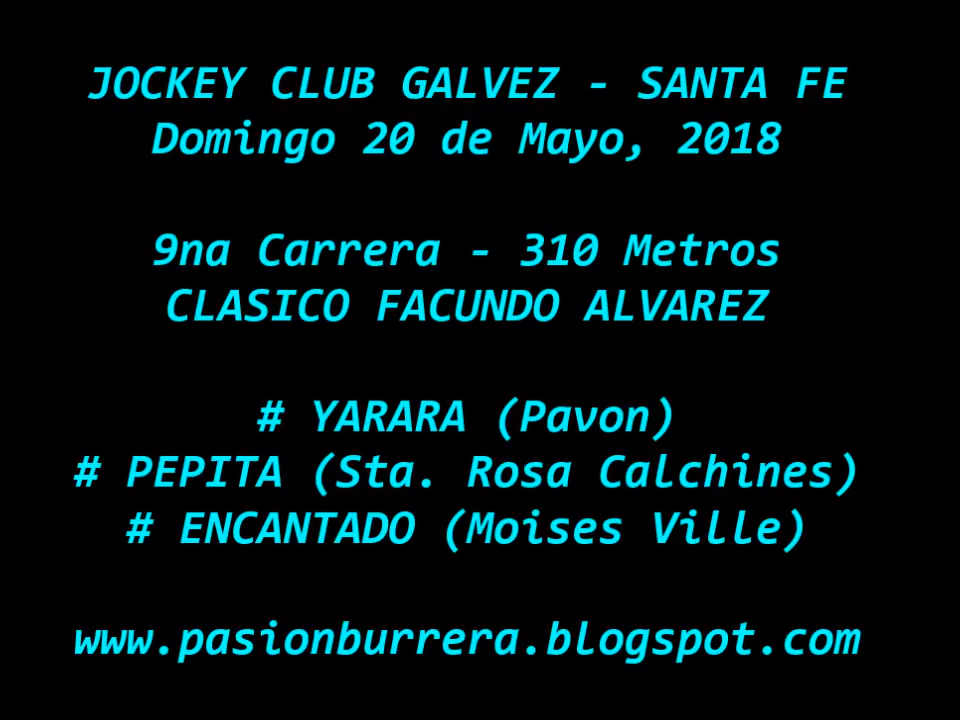 JOCKEY CLUB GALVEZ - SANTA FE
Domingo 20 de Mayo, 2018
9na Carrera - 310 Metros
CLASICO FACUNDO ALVAREZ
# YARARA (Pavon)
# PEPITA (Sta. Rosa Calchines)
# ENCANTADO (Moises Ville)
www.pasionburrera.blogspot.com